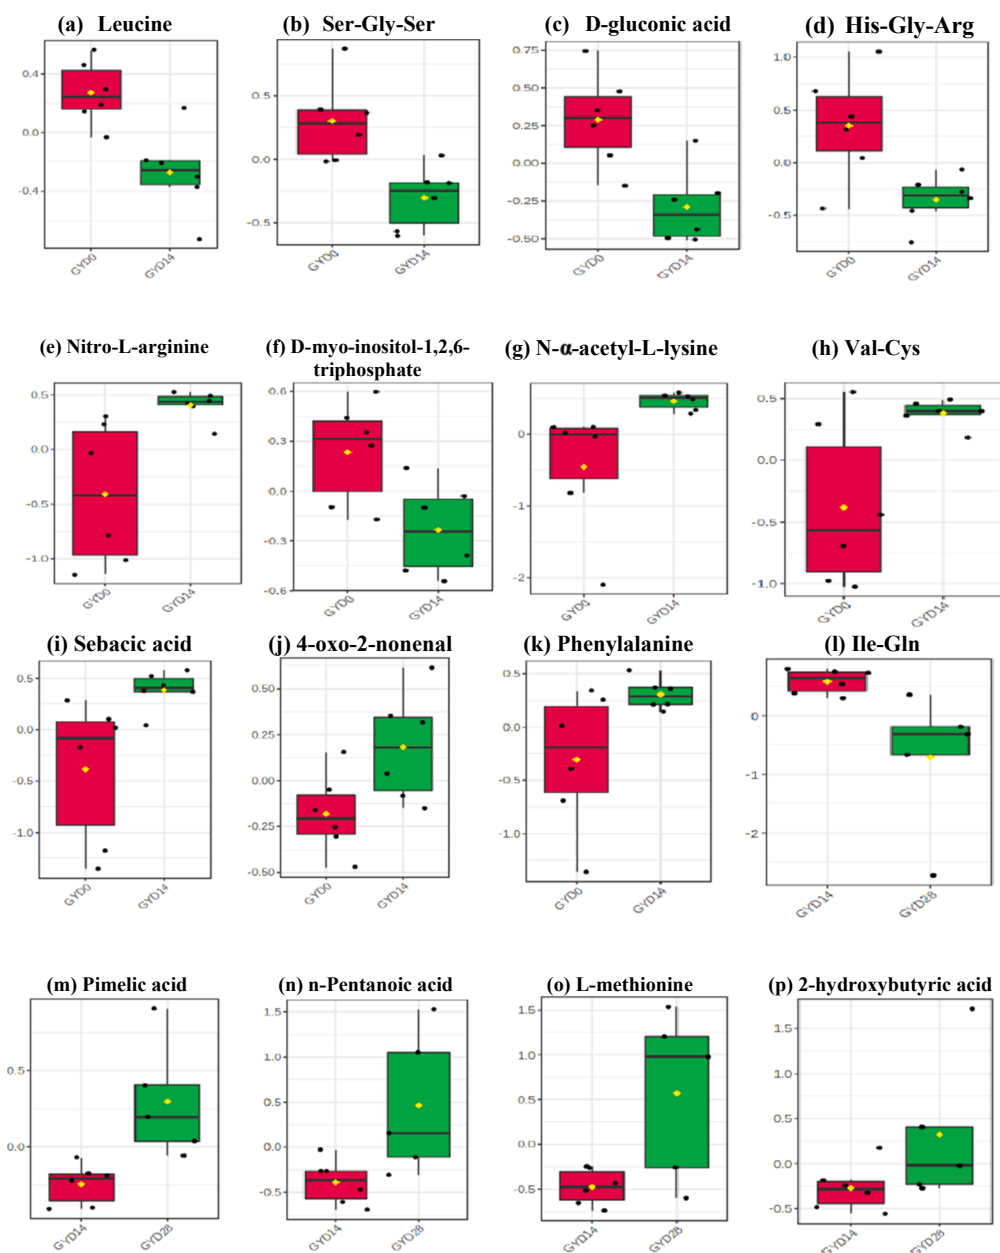 (a) Leucine
(b) Ser-Gly-Ser
(c) D-gluconic acid
(d) His-Gly-Arg
0.4
0.0
-0.4
GYD0
GYD14
0.5
0.0
-0.5
GYD0
GYD14
0.75
0.50
0.25
0.00
-0.25
-0.50
GYD0
GYD14
1.0
0.5
0.0
-0.5
GYD0
GYD14
(e) Nitro-L-arginine
(f) D-myo-inositol-1,2,6-
triphosphate
(g) N-α-acetyl-L-lysine
(h) Val-Cys
0.5
0.0
-0.5
-1.0
GYD0
GYD14
0.6
0.3
0.0
-0.3
-0.6
GYD0
GYD14
0
-1
-2
GYD0
GYD14
0.5
0.0
-0.5
-1.0
GYD0
GYD14
(i) Sebacic acid
(j) 4-oxo-2-nonenal
(k) Phenylalanine
(l) Ile-Gln
0.5
0.0
-0.5
-1.0
GYD0
GYD14
0.50
0.25
0.00
-0.25
-0.50
GYD0
GYD14
0.5
0.0
-0.5
-1.0
GYD0
GYD14
0
-1
-2
GYD14
GYD28
(m) Pimelic acid
(n) n-Pentanoic acid
(o) L-methionine
(p) 2-hydroxybutyric acid
0.5
0.0
GYD14
GYD28
1.5
1.0
0.5
0.0
-0.5
GYD14
GYD28
1.5
1.0
0.5
0.0
-0.5
GYD14
GYD28
1.5
1.0
0.5
0.0
-0.5
GYD14
GYD28